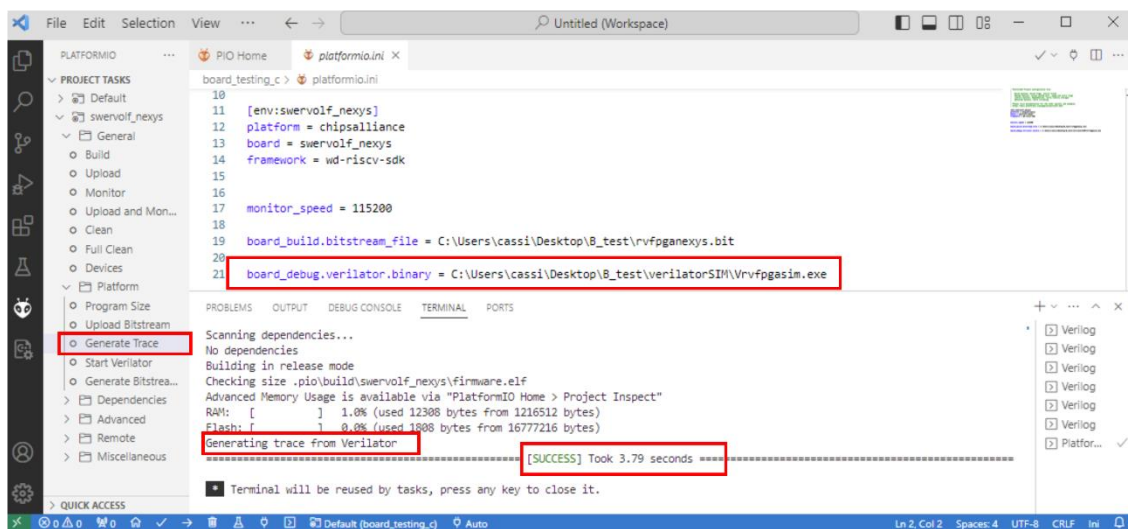 File Edit Selection View ... Untitled (Workspace)
PLATFORMIO ...
PROJECT TASKS
Default
swervolf_nexys
General
Build
Upload
Monitor
Upload and Mon...
Clean
Full Clean
Devices
Platform
Program Size
Upload Bitstream
Generate Trace
Start Verilator
Generate Bitstrea...
Dependencies
Advanced
Remote
Miscellaneous
QUICK ACCESS
PIO Home platformio.ini
board_testing_c > platformio.ini
10
11 [env:swervolf_nexys]
12 platform = chipsalliance
13 board = swervolf_nexys
14 framework = wd-riscv-sdk
15
16
17 monitor_speed = 115200
18
19 board_build.bitstream_file = C:\Users\cassi\Desktop\B_test\rvfpganexys.bit
20
21 board_debug.verilator.binary = C:\Users\cassi\Desktop\B_test\verilatorSIM\Vrvfpgasim.exe
PROBLEMS OUTPUT DEBUG CONSOLE TERMINAL PORTS
Scanning dependencies...
No dependencies
Building in release mode
Checking size .pio\build\swervolf_nexys\firmware.elf
Advanced Memory Usage is available via "PlatformIO Home > Project Inspect"
RAM: [ ] 1.0% (used 12308 bytes from 1216512 bytes)
Flash: [ ] 0.0% (used 1808 bytes from 16777216 bytes)
Generating trace from Verilator
[SUCCESS] Took 3.79 seconds
* Terminal will be reused by tasks, press any key to close it.
Verilog
Verilog
Verilog
Verilog
Verilog
Verilog
Platfor...
0 0 0 Default (board_testing_c) Auto Ln 2, Col 2 Spaces: 4 UTF-8 CRLF Ini